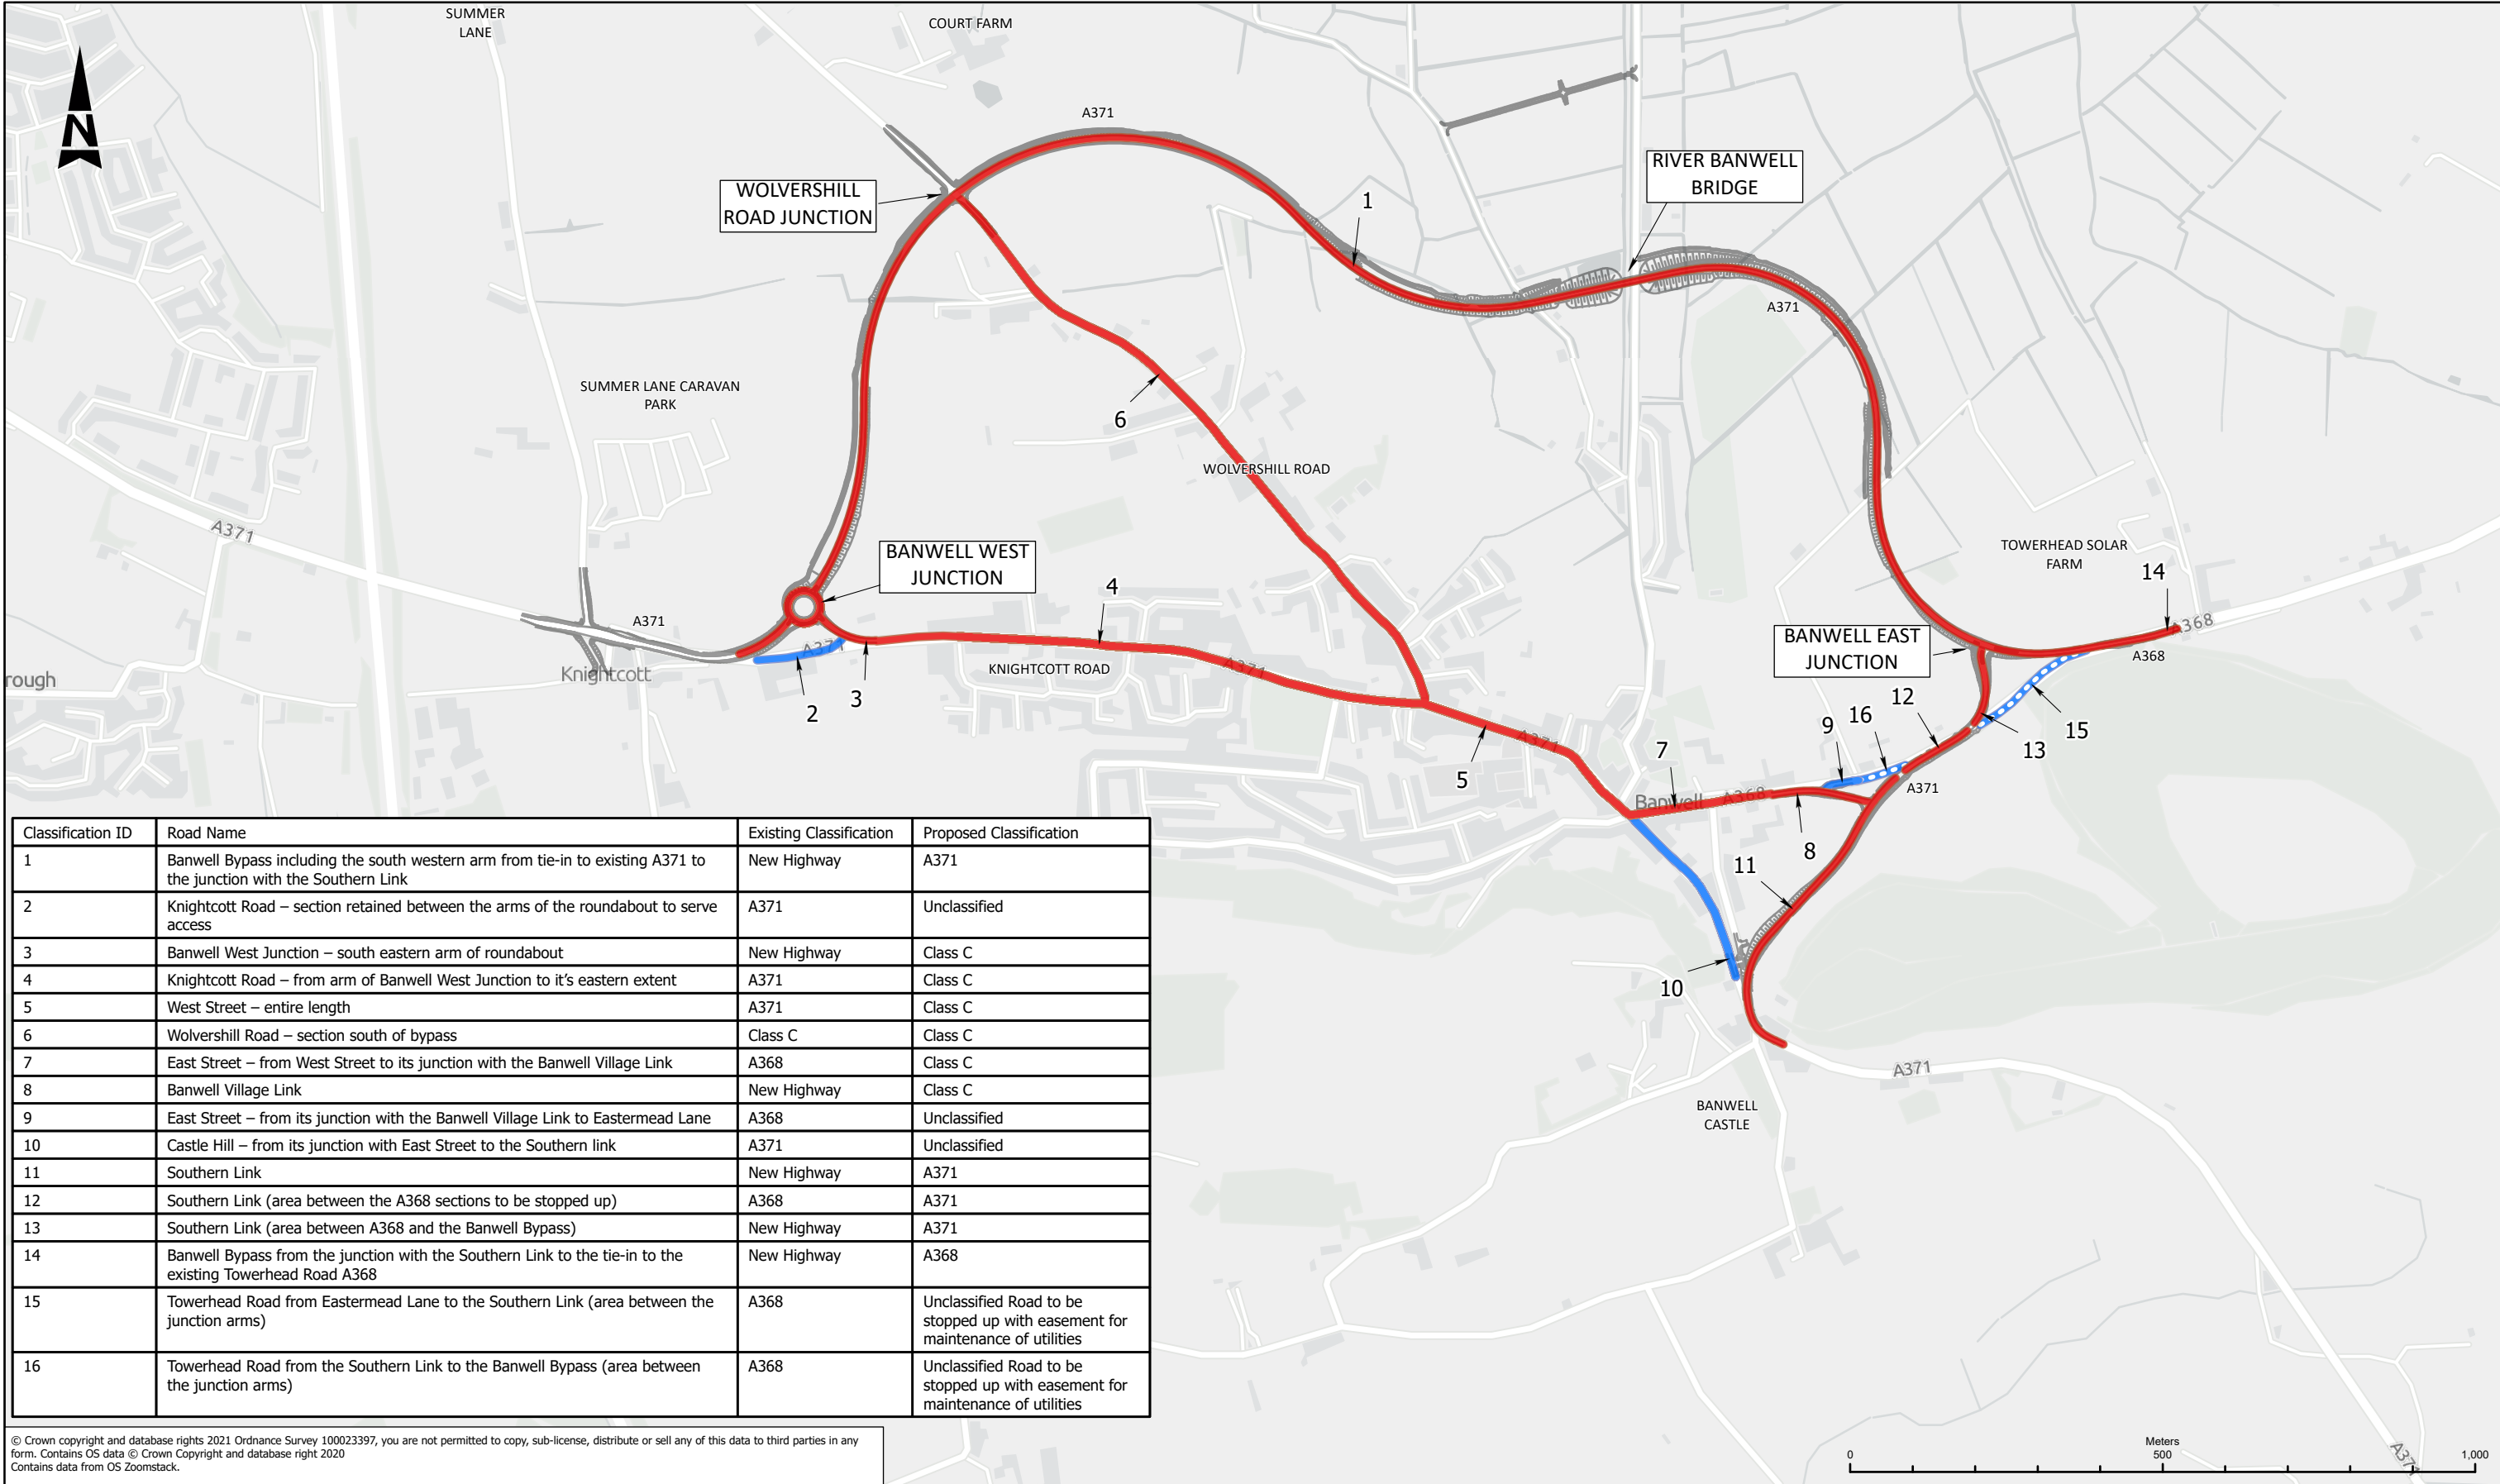 SUMMER
LANE
COURT FARM
N
A371
WOLVERSHILL
ROAD JUNCTION
RIVER BANWELL
BRIDGE
1
A371
SUMMER LANE CARAVAN
PARK
6
WOLVERSHILL ROAD
A371
BANWELL WEST
JUNCTION
4
TOWERHEAD SOLAR
FARM
14
A371
A371
Knightcott
KNIGHTCOTT ROAD
A371
rough
2
3
BANWELL EAST
JUNCTION
A368
A368
12
16
9
13
15
A371
5
7
Banwell
A368
A371
8
11
10
A371
BANWELL
CASTLE
Classification ID Road Name Existing Classification Proposed Classification
1 Banwell Bypass including the south western arm from tie-in to existing A371 to New Highway A371
the junction with the Southern Link
2 Knightcott Road – section retained between the arms of the roundabout to serve A371 Unclassified
access
3 Banwell West Junction – south eastern arm of roundabout New Highway Class C
4 Knightcott Road – from arm of Banwell West Junction to it's eastern extent A371 Class C
5 West Street – entire length A371 Class C
6 Wolvershill Road – section south of bypass Class C Class C
7 East Street – from West Street to its junction with the Banwell Village Link A368 Class C
8 Banwell Village Link New Highway Class C
9 East Street – from its junction with the Banwell Village Link to Eastermead Lane A368 Unclassified
10 Castle Hill – from its junction with East Street to the Southern link A371 Unclassified
11 Southern Link New Highway A371
12 Southern Link (area between the A368 sections to be stopped up) A368 A371
13 Southern Link (area between A368 and the Banwell Bypass) New Highway A371
14 Banwell Bypass from the junction with the Southern Link to the tie-in to the New Highway A368
existing Towerhead Road A368
15 Towerhead Road from Eastermead Lane to the Southern Link (area between the A368 Unclassified Road to be
junction arms) stopped up with easement for
maintenance of utilities
16 Towerhead Road from the Southern Link to the Banwell Bypass (area between A368 Unclassified Road to be
the junction arms) stopped up with easement for
maintenance of utilities
© Crown copyright and database rights 2021 Ordnance Survey 100023397, you are not permitted to copy, sub-license, distribute or sell any of this data to third parties in any
form. Contains OS data © Crown Copyright and database right 2020
Contains data from OS Zoomstack.
Meters
0 500 1,000
A371